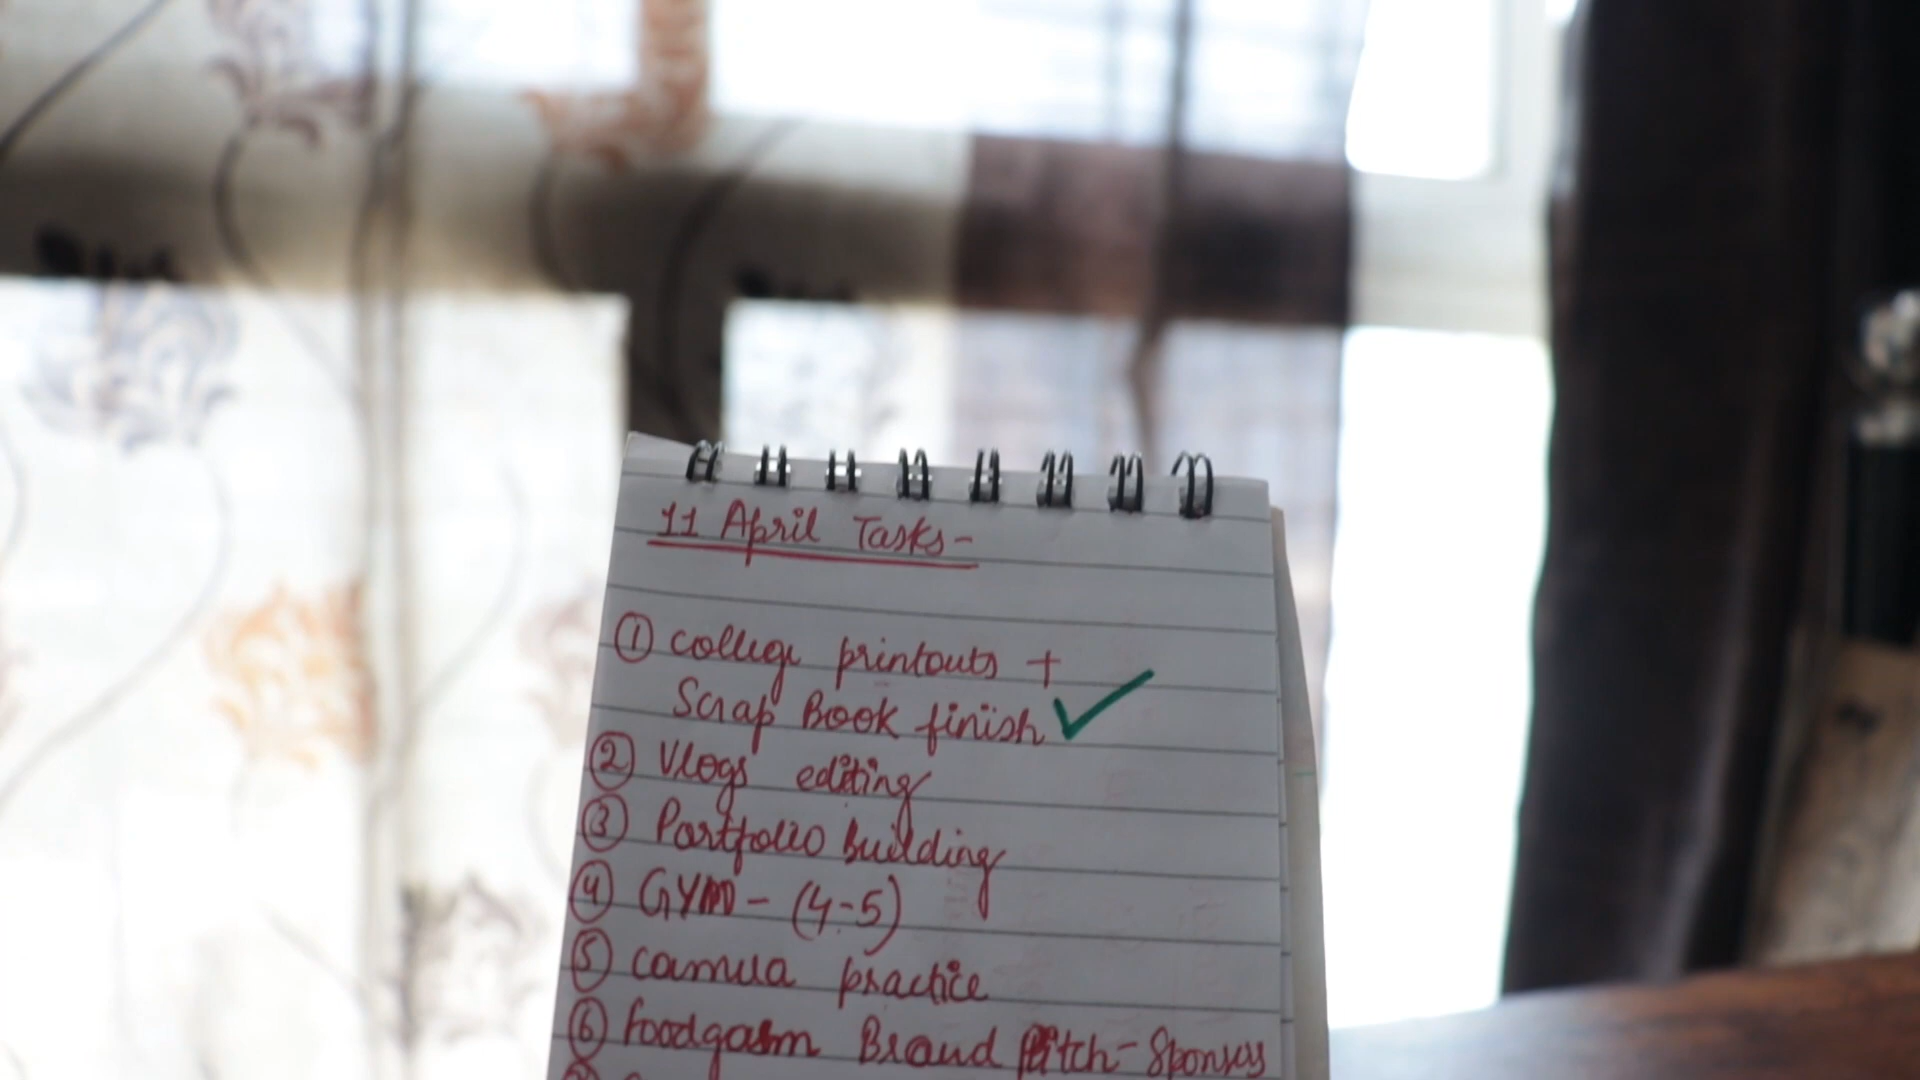 11 April Tasks-
① college printouts +
Scrap Book finish
② Vlogs editing
③ Portfolio building
④ GYM - (4-5)
⑤ camera practice
⑥ foodgasm Brand Pitch-Sponsors